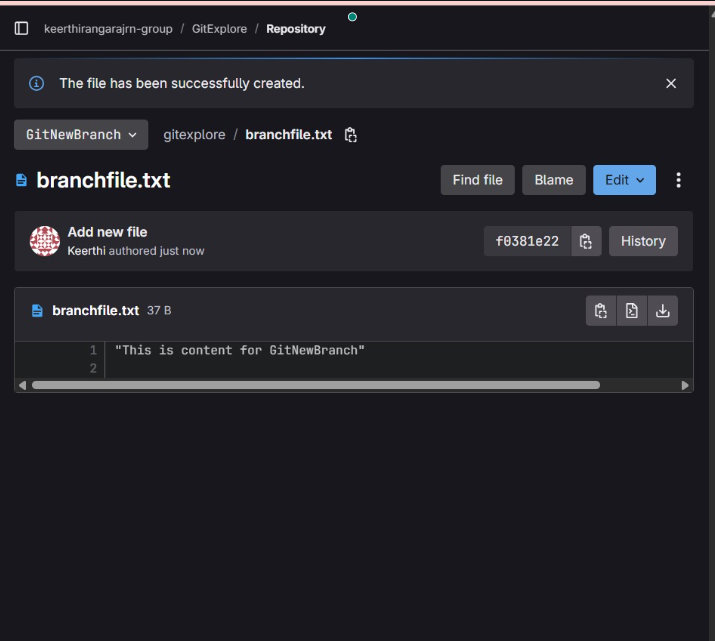 keerthirangarajrn-group / GitExplore / Repository
The file has been successfully created.
GitNewBranch gitexplore / branchfile.txt
branchfile.txt Find file Blame Edit
Add new file
Keerthi authored just now
f0381e22 History
branchfile.txt 37 B
1 "This is content for GitNewBranch"
2